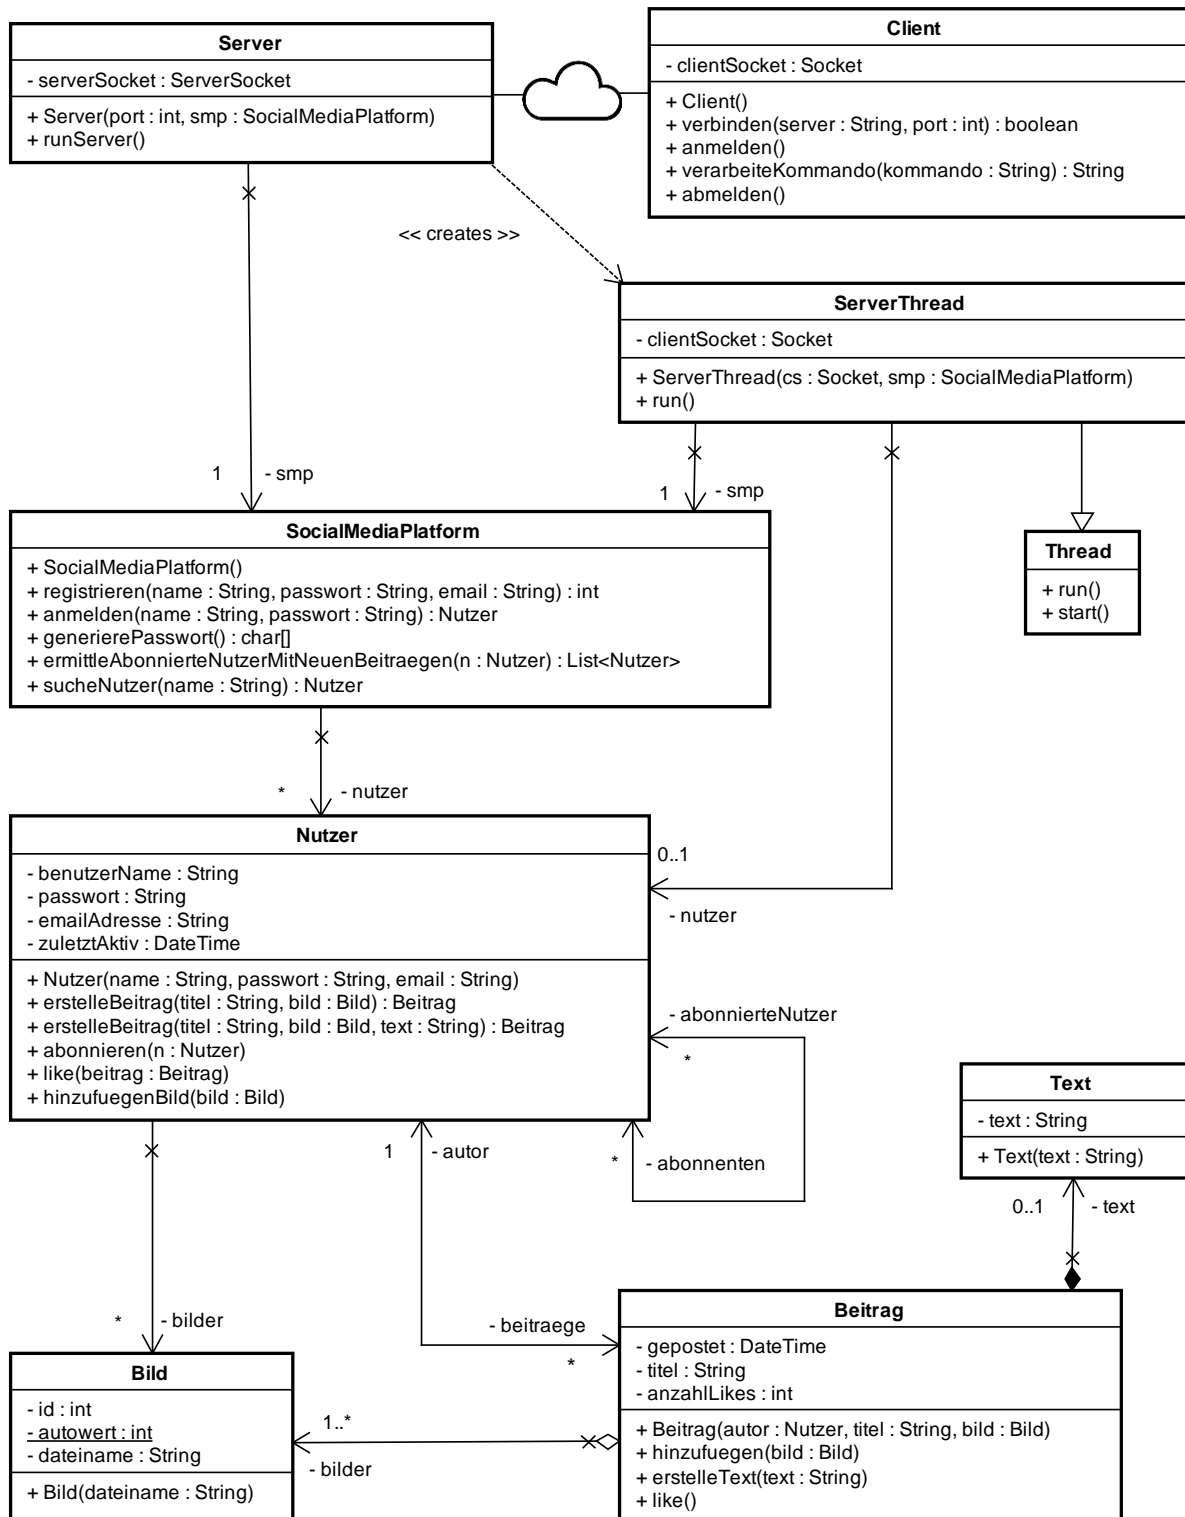 Server
- serverSocket : ServerSocket
+ Server(port : int, smp : SocialMediaPlatform)
+ runServer()
Client
- clientSocket : Socket
+ Client()
+ verbinden(server : String, port : int) : boolean
+ anmelden()
+ verarbeiteKommando(kommando : String) : String
+ abmelden()
<< creates >>
ServerThread
- clientSocket : Socket
+ ServerThread(cs : Socket, smp : SocialMediaPlatform)
+ run()
1
- smp
1
- smp
Thread
+ run()
+ start()
SocialMediaPlatform
+ SocialMediaPlatform()
+ registrieren(name : String, passwort : String, email : String) : int
+ anmelden(name : String, passwort : String) : Nutzer
+ generierePasswort() : char[]
+ ermittleAbonnierteNutzerMitNeuenBeitraegen(n : Nutzer) : List<Nutzer>
+ sucheNutzer(name : String) : Nutzer
*
- nutzer
0..1
- nutzer
Nutzer
- benutzerName : String
- passwort : String
- emailAdresse : String
- zuletztAktiv : DateTime
+ Nutzer(name : String, passwort : String, email : String)
+ erstelleBeitrag(titel : String, bild : Bild) : Beitrag
+ erstelleBeitrag(titel : String, bild : Bild, text : String) : Beitrag
+ abonnieren(n : Nutzer)
+ like(beitrag : Beitrag)
+ hinzufuegenBild(bild : Bild)
- abonnierteNutzer
*
*
- abonnenten
1
- autor
Text
- text : String
+ Text(text : String)
0..1
- text
*
- bilder
- beitraege
*
Bild
- id : int
- autowert : int
- dateiname : String
+ Bild(dateiname : String)
1..*
- bilder
Beitrag
- gepostet : DateTime
- titel : String
- anzahlLikes : int
+ Beitrag(autor : Nutzer, titel : String, bild : Bild)
+ hinzufuegen(bild : Bild)
+ erstelleText(text : String)
+ like()